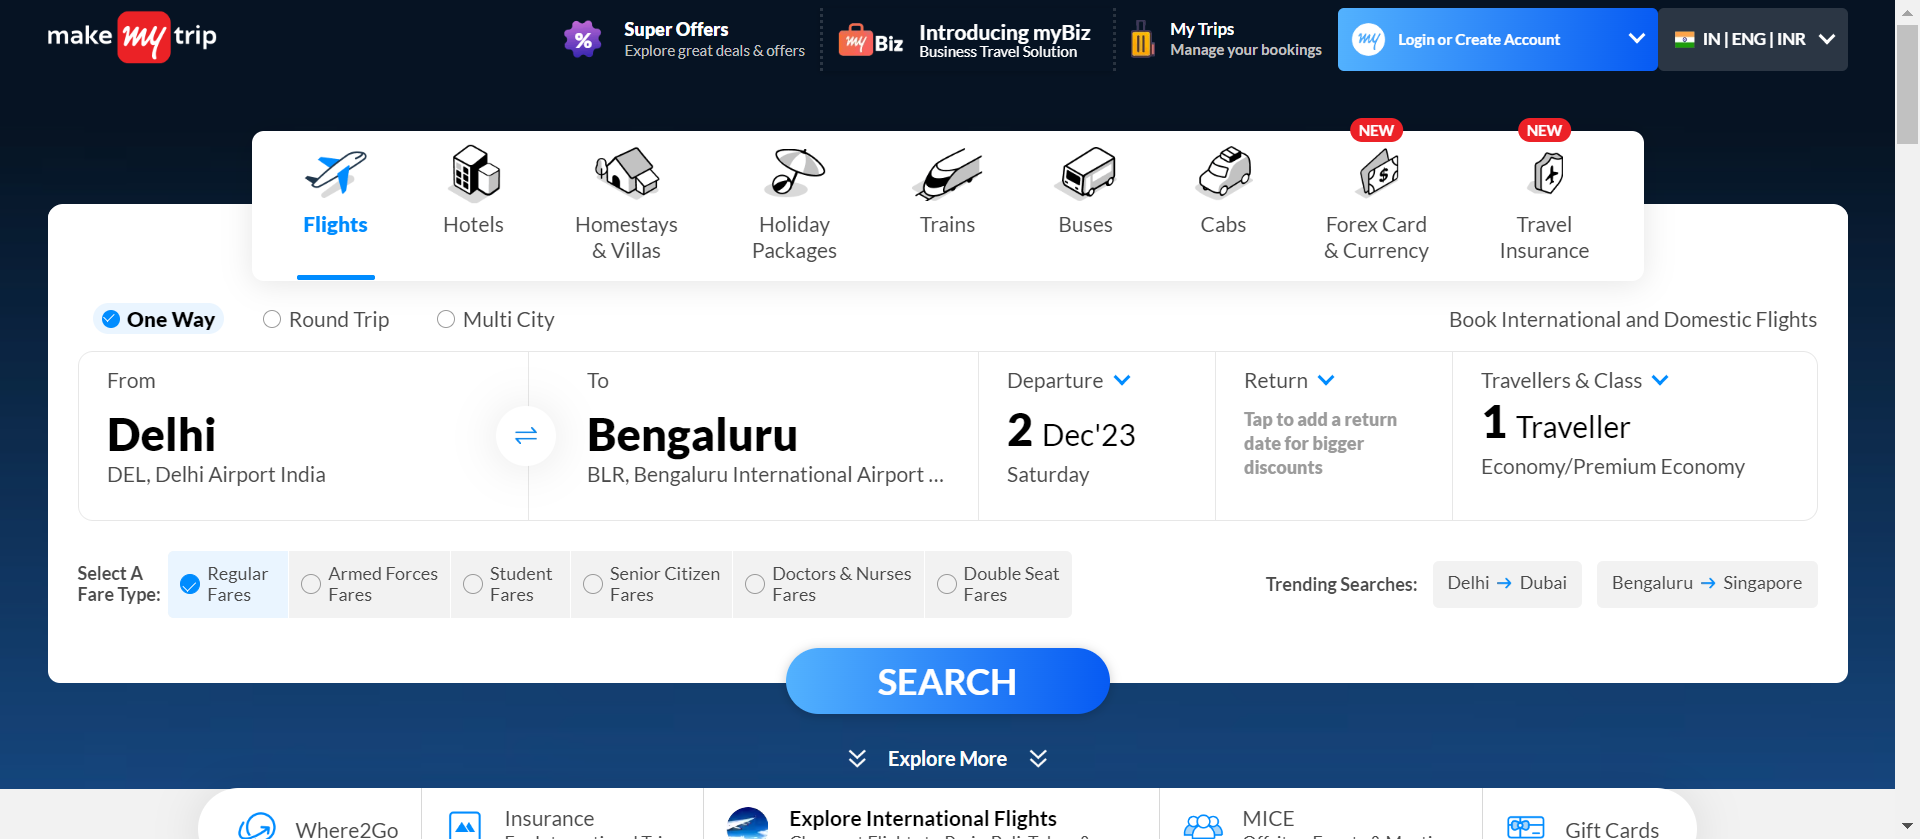 make my trip
%
Super Offers
Explore great deals & offers
my Biz
Introducing myBiz
Business Travel Solution
My Trips
Manage your bookings
my
Login or Create Account
IN | ENG | INR
NEW
NEW
$
Flights
Hotels
Homestays
& Villas
Holiday
Packages
Trains
Buses
Cabs
Forex Card
& Currency
Travel
Insurance
One Way
Round Trip
Multi City
Book International and Domestic Flights
From
Delhi
DEL, Delhi Airport India
To
Bengaluru
BLR, Bengaluru International Airport ...
Departure
2 Dec'23
Saturday
Return
Tap to add a return
date for bigger
discounts
Travellers & Class
1 Traveller
Economy/Premium Economy
Select A
Fare Type:
Regular
Fares
Armed Forces
Fares
Student
Fares
Senior Citizen
Fares
Doctors & Nurses
Fares
Double Seat
Fares
Trending Searches:
Delhi → Dubai
Bengaluru → Singapore
SEARCH
Explore More
Where2Go
Insurance
Explore International Flights
MICE
Gift Cards